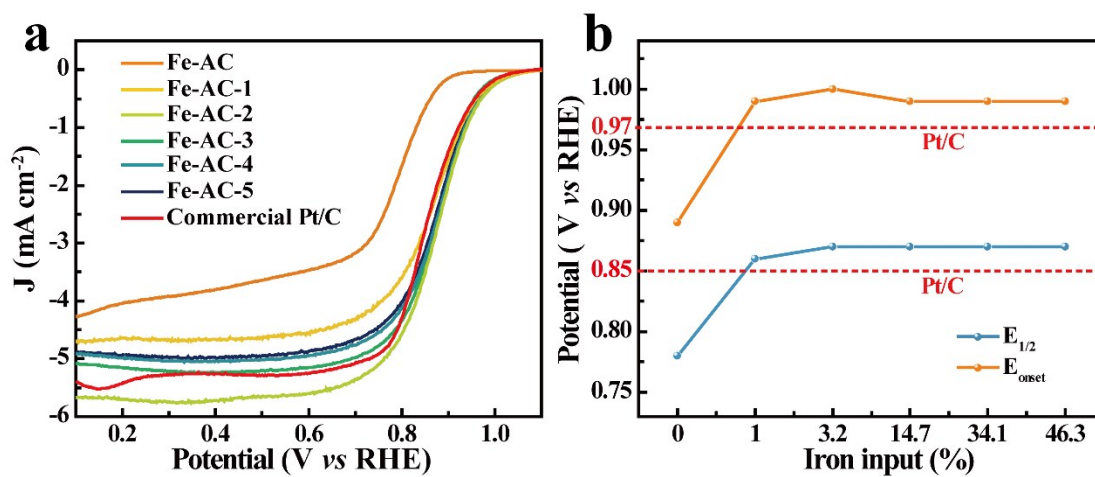 a
J (mA cm⁻²)
0
-1
-2
-3
-4
-5
-6
Fe-AC
Fe-AC-1
Fe-AC-2
Fe-AC-3
Fe-AC-4
Fe-AC-5
Commercial Pt/C
0.2 0.4 0.6 0.8 1.0
Potential (V vs RHE)
b
Potential ( V vs RHE)
1.00
0.97
0.95
0.90
0.85
0.80
0.75
Pt/C
Pt/C
E1/2
Eonset
0 1 3.2 14.7 34.1 46.3
Iron input (%)